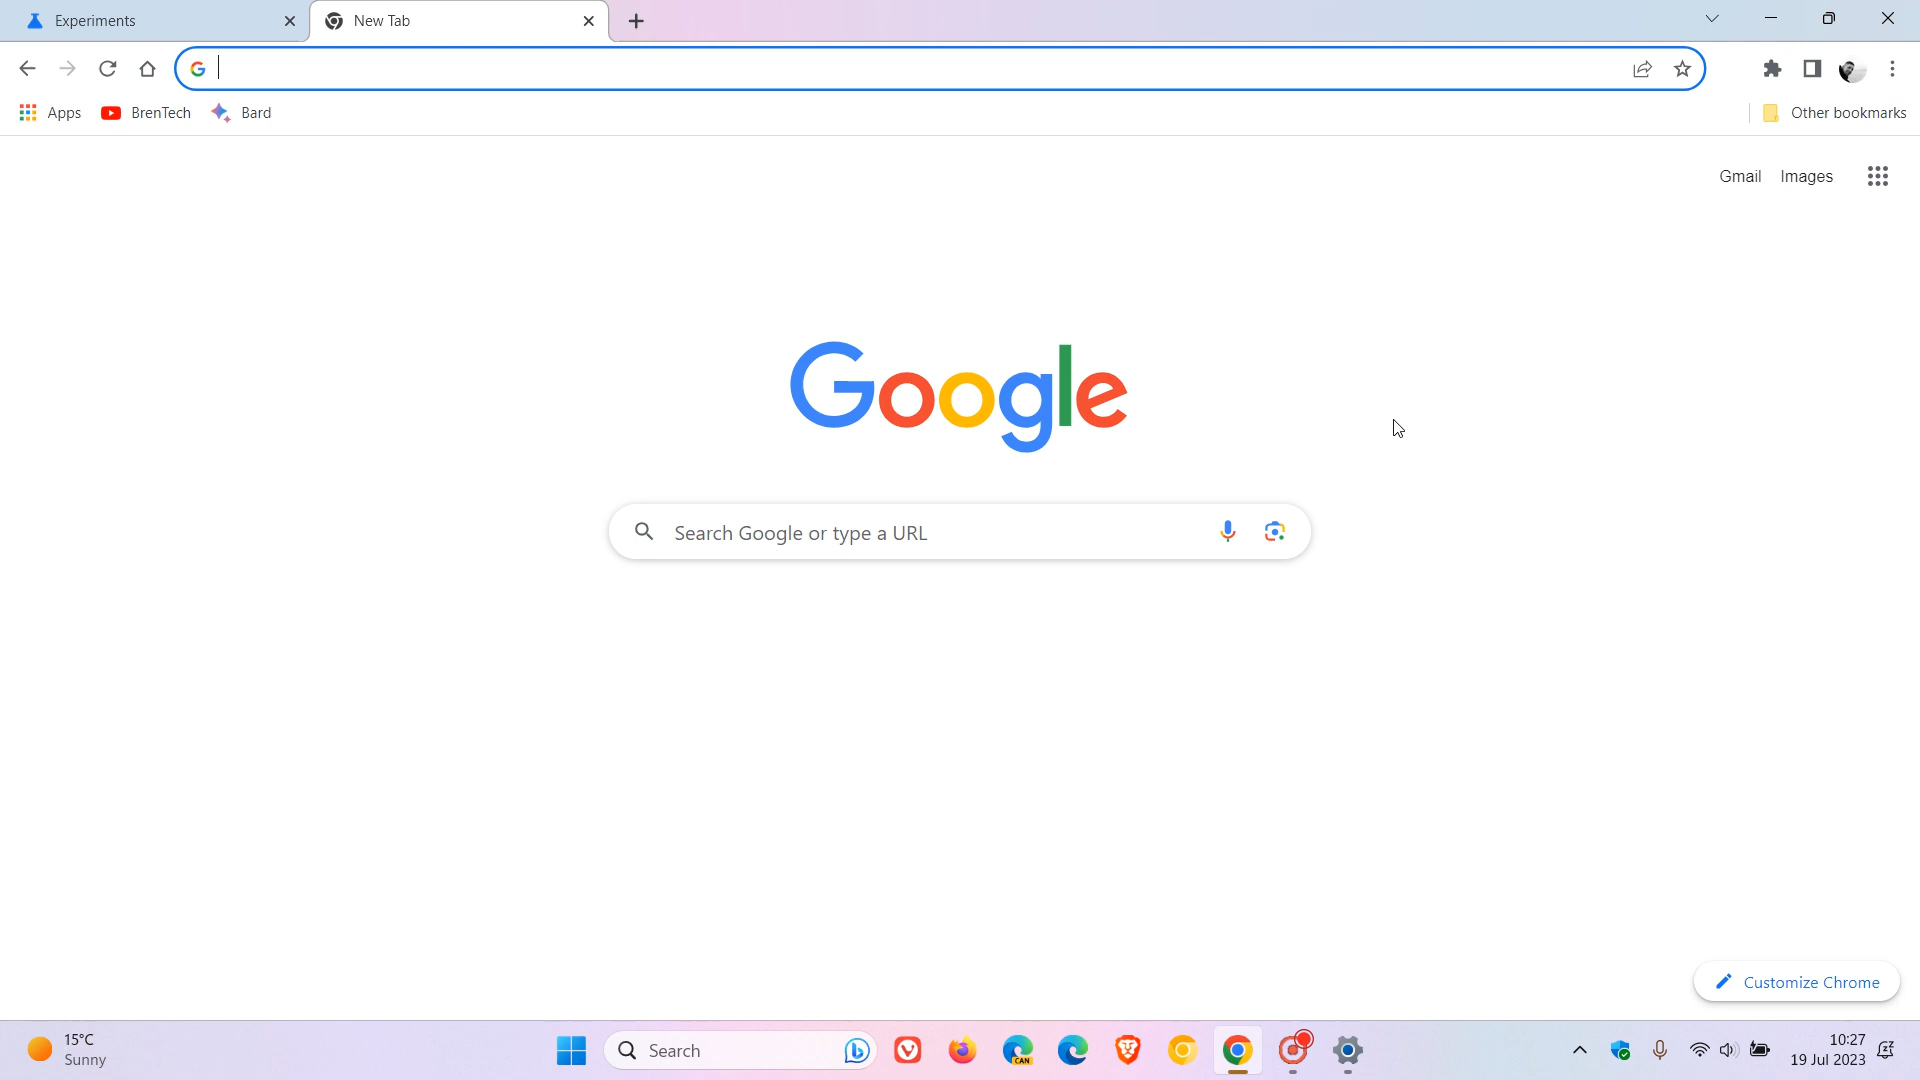 Experiments
New Tab
Apps
BrenTech
Bard
Other bookmarks
Gmail
Images
Google
Search Google or type a URL
Customize Chrome
15°C
Sunny
Search
CAN
10:27
19 Jul 2023